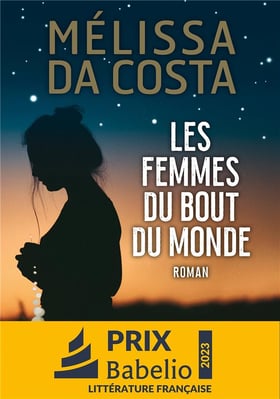 MÉLISSA
DA COSTA
LES
FEMMES
DU BOUT
DU MONDE
ROMAN
PRIX
Babelio
2023
LITTÉRATURE FRANÇAISE